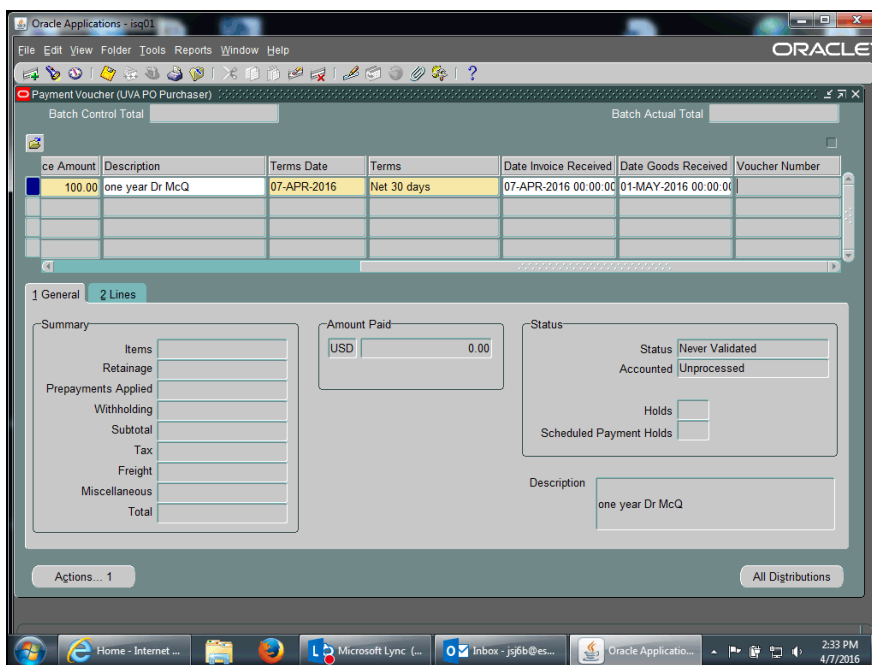 Oracle Applications - isq01
File Edit View Folder Tools Reports Window Help
ORACLE
Payment Voucher (UVA PO Purchaser)
Batch Control Total
Batch Actual Total
ce Amount Description Terms Date Terms Date Invoice Received Date Goods Received Voucher Number
100.00 one year Dr McQ 07-APR-2016 Net 30 days 07-APR-2016 00:00:00 01-MAY-2016 00:00:0
1 General 2 Lines
Summary
Items
Retainage
Prepayments Applied
Withholding
Subtotal
Tax
Freight
Miscellaneous
Total
Amount Paid
USD 0.00
Status
Status Never Validated
Accounted Unprocessed
Holds
Scheduled Payment Holds
Description
one year Dr McQ
Actions... 1
All Distributions
Home - Internet ...
Microsoft Lync (...
Inbox - jsj6b@es...
Oracle Applicatio...
2:33 PM
4/7/2016